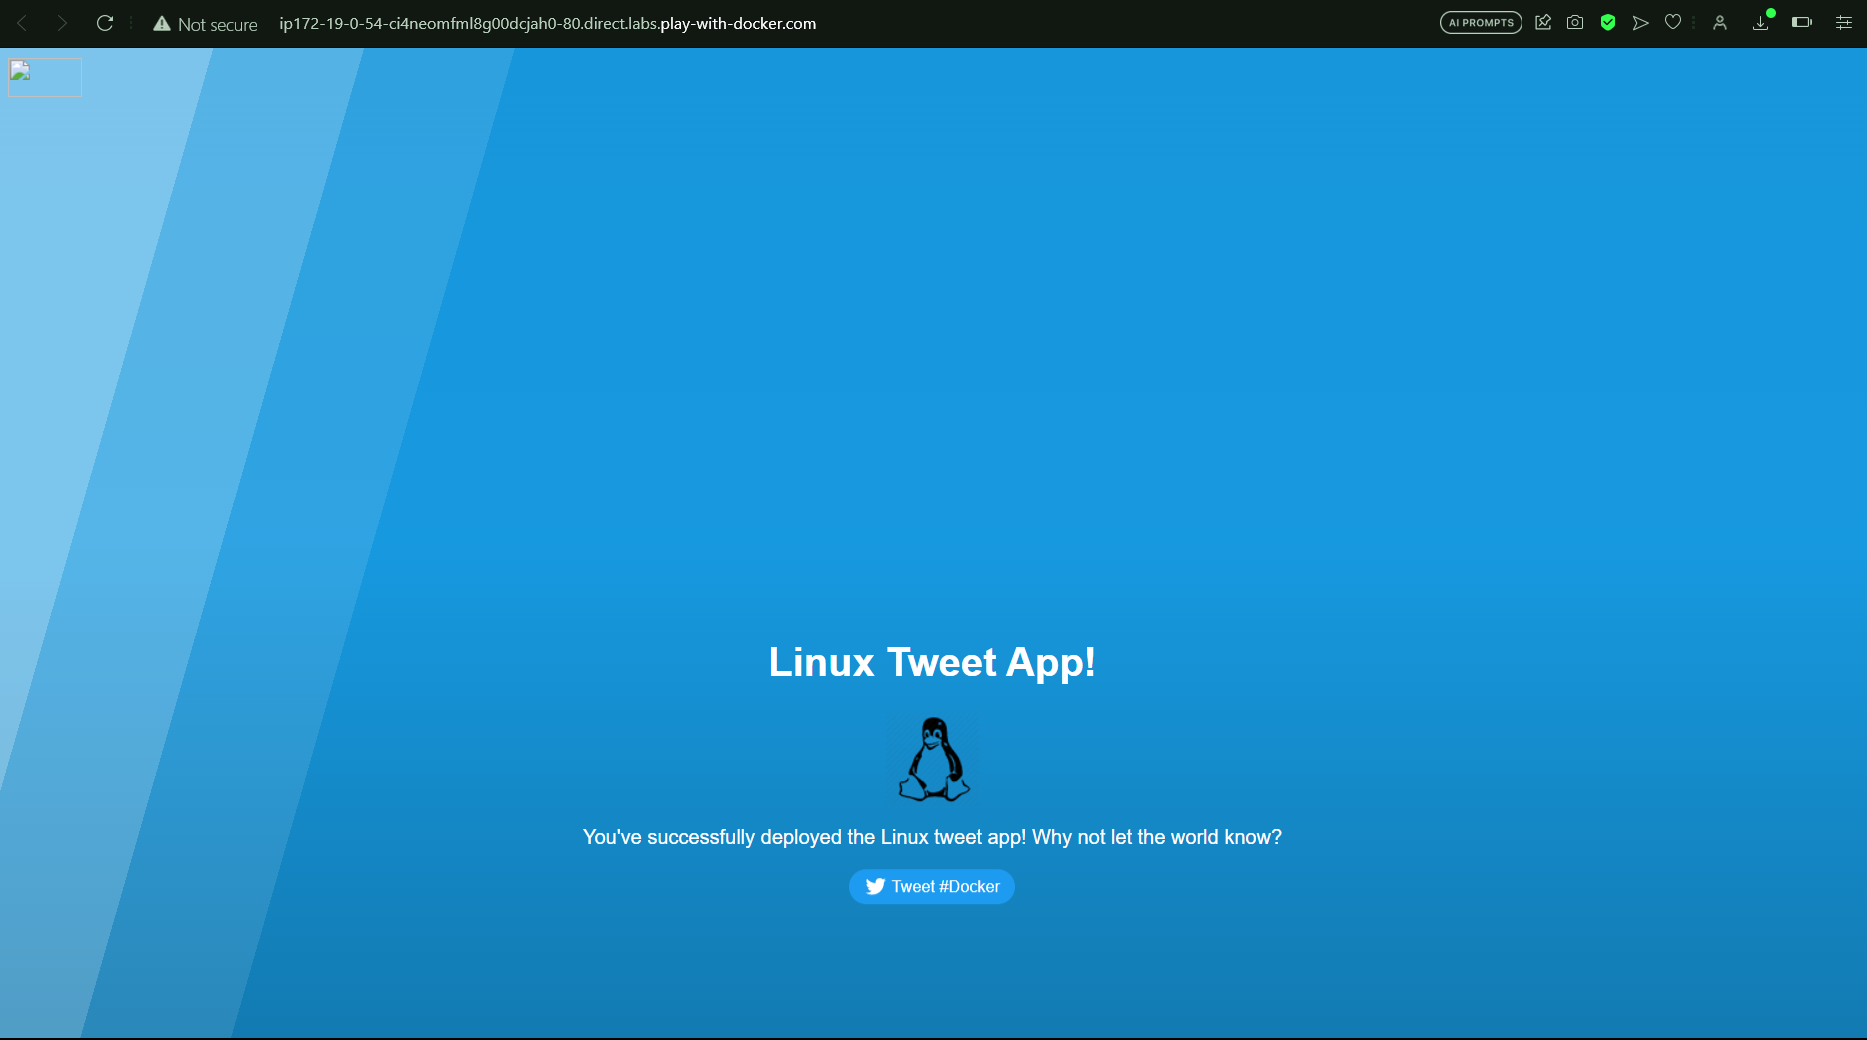 Not secure
ip172-19-0-54-ci4neomfml8g00dcjah0-80.direct.labs.play-with-docker.com
AI PROMPTS
Linux Tweet App!
You've successfully deployed the Linux tweet app! Why not let the world know?
Tweet #Docker